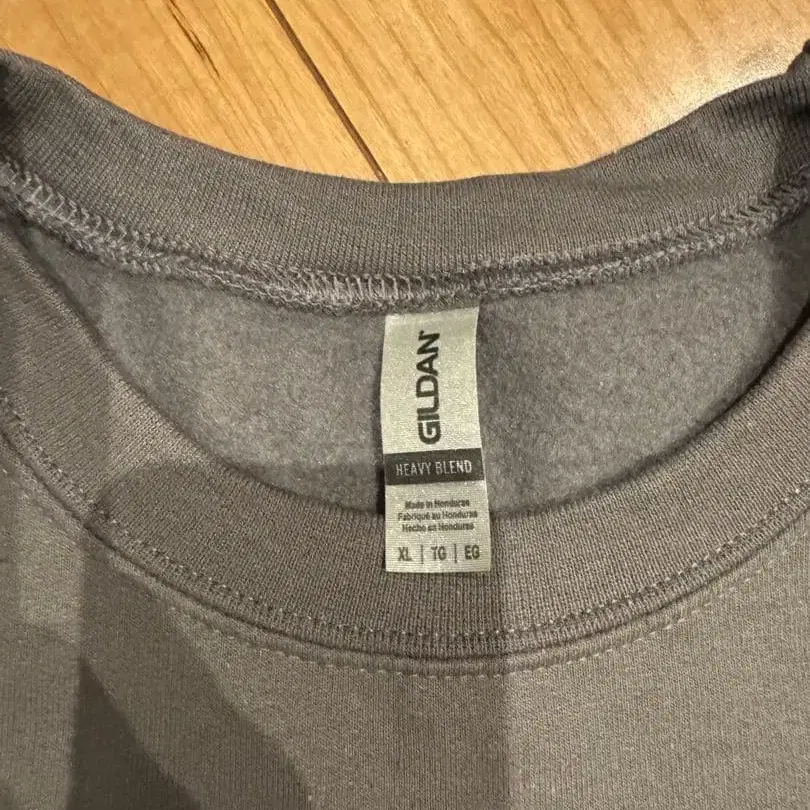 GILDAN
HEAVY BLEND
Made in Honduras
Fabriqué au Honduras
Hecho en Honduras
XL | TG | EG